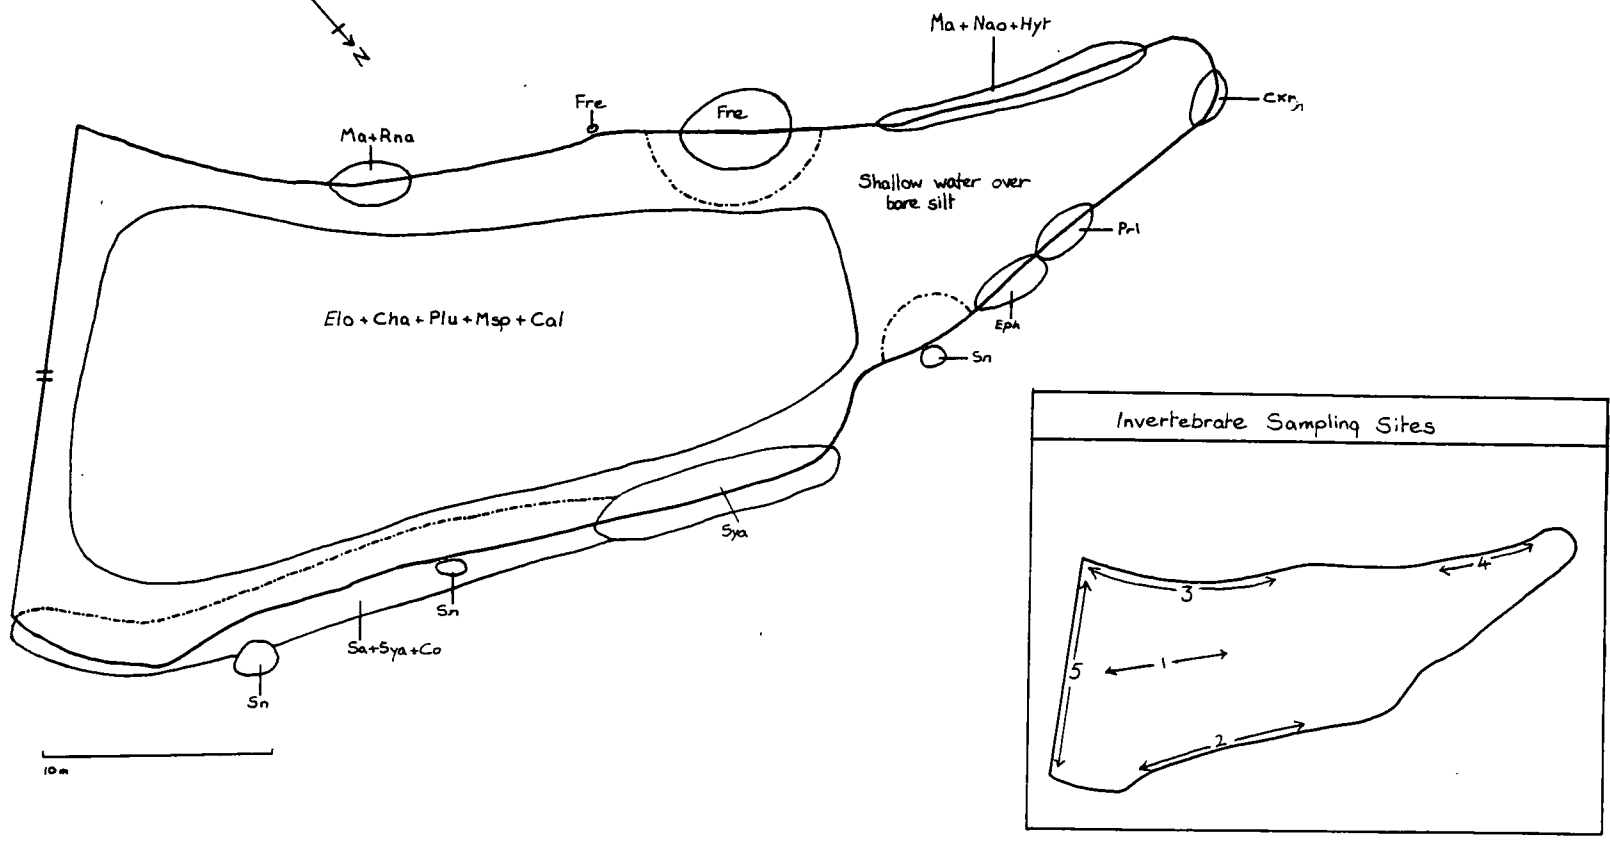 N
Ma+Nao+Hyr
Fre
Fre
Cxr
Ma+Rna
Shallow water over
bare silt
Prl
Elo+Cha+Plu+Msp+Cal
Eph
Sn
Invertebrate Sampling Sites
Sya
Sn
Sa+Sya+Co
Sn
10m
4
3
1
5
2